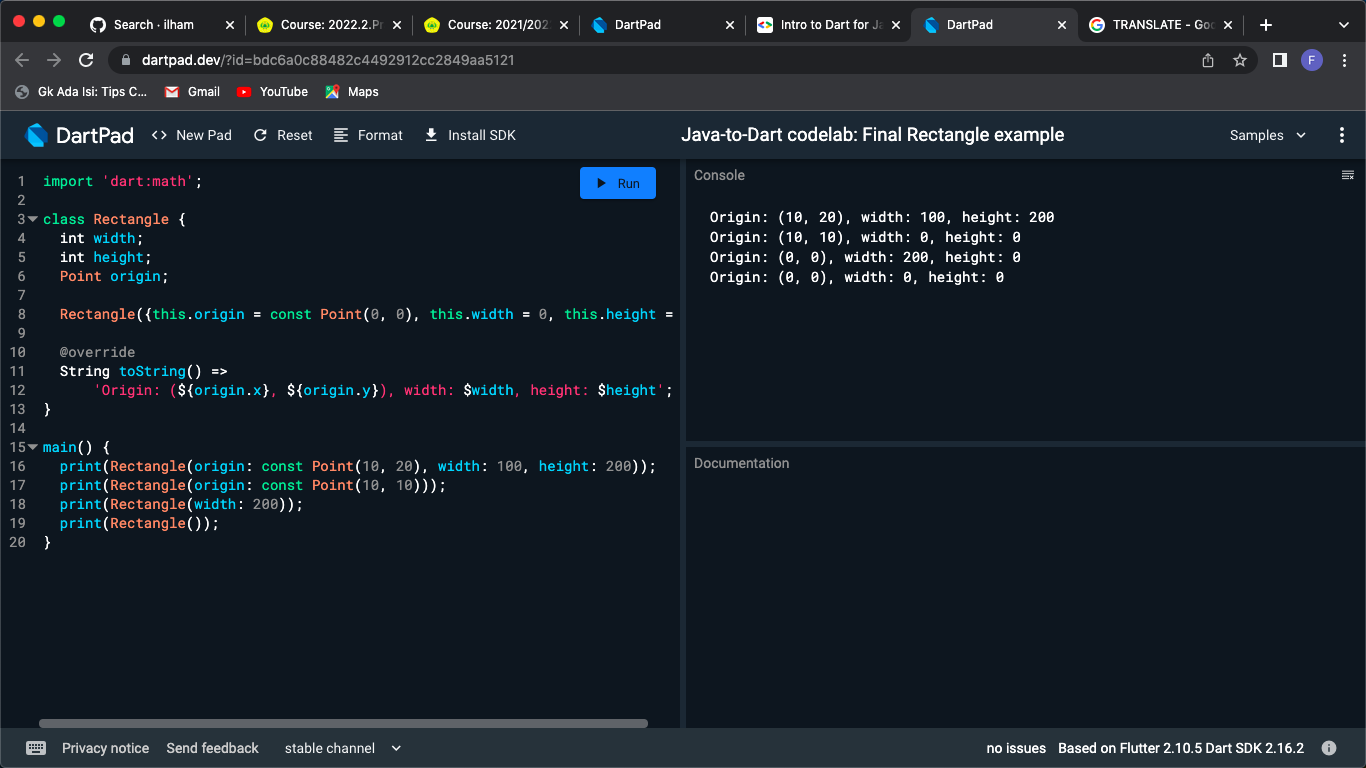 Search · ilham
Course: 2022.2.Pr
Course: 2021/202
DartPad
Intro to Dart for Ja
DartPad
TRANSLATE - Goo
dartpad.dev/?id=bdc6a0c88482c4492912cc2849aa5121
F
Gk Ada Isi: Tips C...
Gmail
YouTube
Maps
DartPad
<> New Pad
Reset
Format
Install SDK
Java-to-Dart codelab: Final Rectangle example
Samples
Run
1 import 'dart:math';
2
3 class Rectangle {
4   int width;
5   int height;
6   Point origin;
7
8   Rectangle({this.origin = const Point(0, 0), this.width = 0, this.height =
9
10   @override
11   String toString() =>
12       'Origin: (${origin.x}, ${origin.y}), width: $width, height: $height';
13 }
14
15 main() {
16   print(Rectangle(origin: const Point(10, 20), width: 100, height: 200));
17   print(Rectangle(origin: const Point(10, 10)));
18   print(Rectangle(width: 200));
19   print(Rectangle());
20 }
Console
Origin: (10, 20), width: 100, height: 200
Origin: (10, 10), width: 0, height: 0
Origin: (0, 0), width: 200, height: 0
Origin: (0, 0), width: 0, height: 0
Documentation
Privacy notice
Send feedback
stable channel
no issues
Based on Flutter 2.10.5 Dart SDK 2.16.2